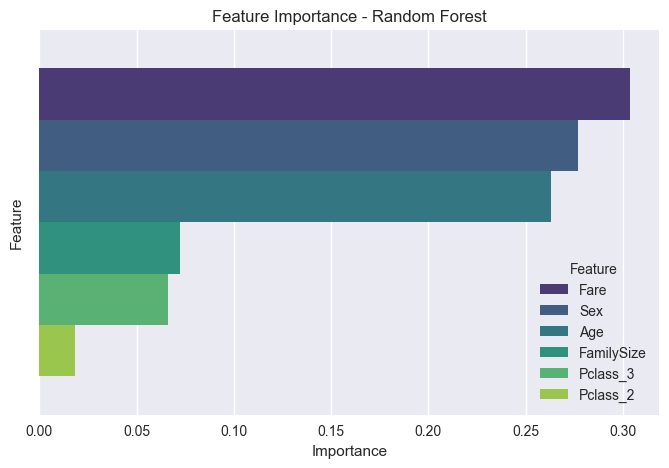 Feature Importance - Random Forest
Feature
Feature
Fare
Sex
Age
FamilySize
Pclass_3
Pclass_2
0.00 0.05 0.10 0.15 0.20 0.25 0.30
Importance